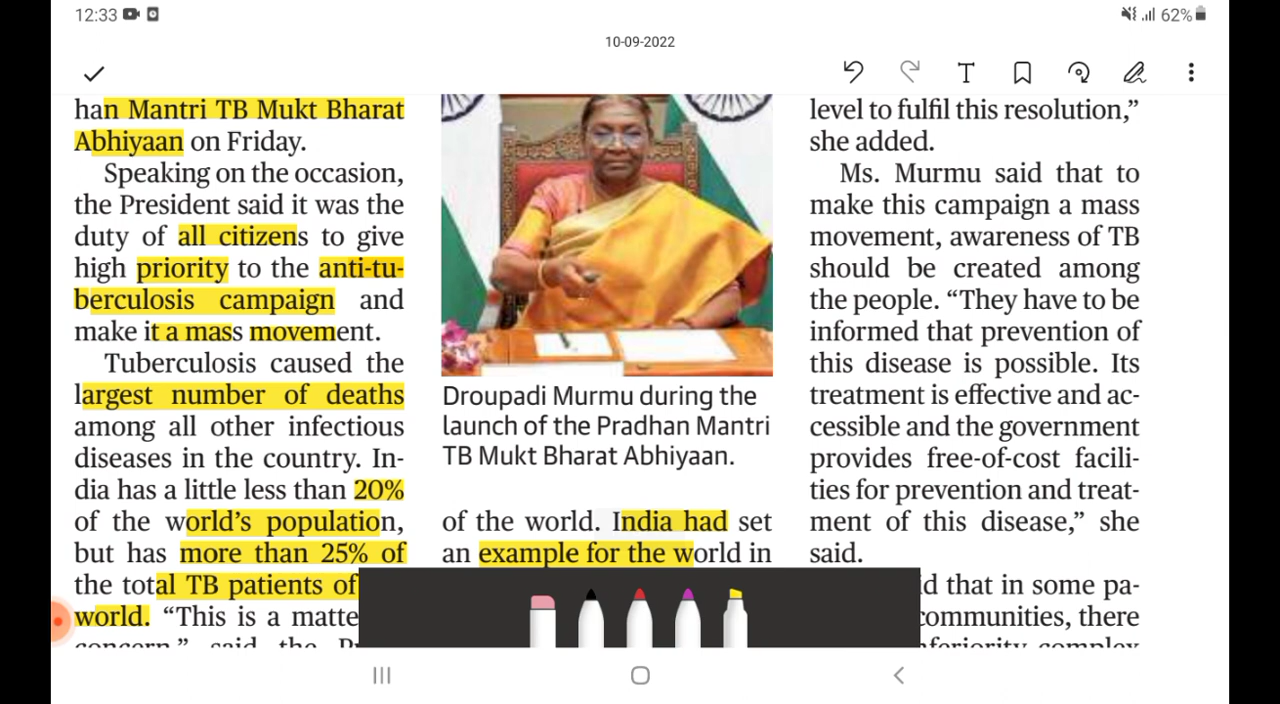 12:33
62%
10-09-2022
T
han Mantri TB Mukt Bharat
Abhiyaan on Friday.
Speaking on the occasion,
the President said it was the
duty of all citizens to give
high priority to the anti-tu-
berculosis campaign and
make it a mass movement.
Tuberculosis caused the
largest number of deaths
among all other infectious
diseases in the country. In-
dia has a little less than 20%
of the world's population,
but has more than 25% of
the total TB patients of
world. “This is a matte
concern,” said the
Droupadi Murmu during the
launch of the Pradhan Mantri
TB Mukt Bharat Abhiyaan.
of the world. India had set
an example for the world in
level to fulfil this resolution,”
she added.
Ms. Murmu said that to
make this campaign a mass
movement, awareness of TB
should be created among
the people. “They have to be
informed that prevention of
this disease is possible. Its
treatment is effective and ac-
cessible and the government
provides free-of-cost facili-
ties for prevention and treat-
ment of this disease,” she
said.
d that in some pa-
communities, there
inferiority complex